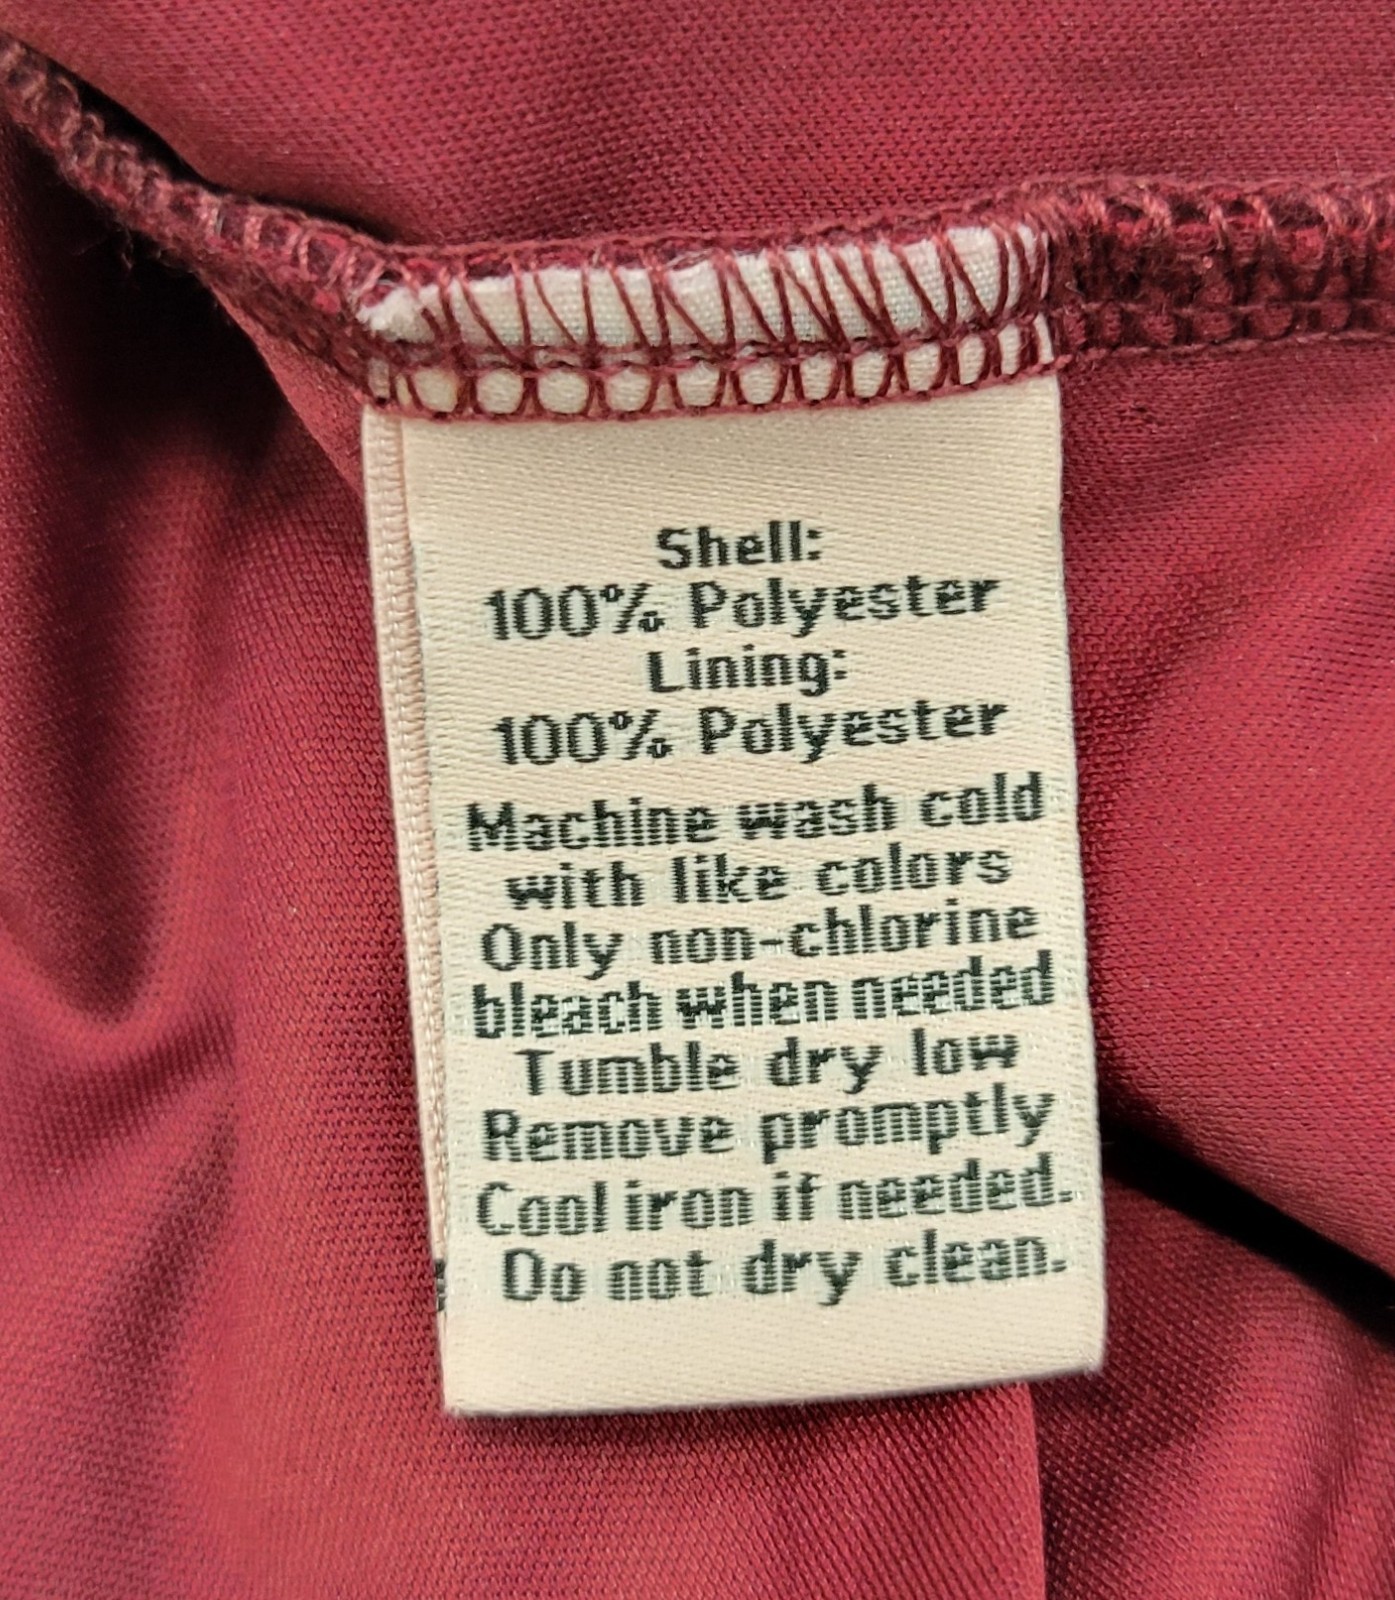 Shell:
100% Polyester
Lining:
100% Polyester
Machine wash cold
with like colors
Only non-chlorine
bleach when needed
Tumble dry low
Remove promptly
Cool iron if needed.
Do not dry clean.